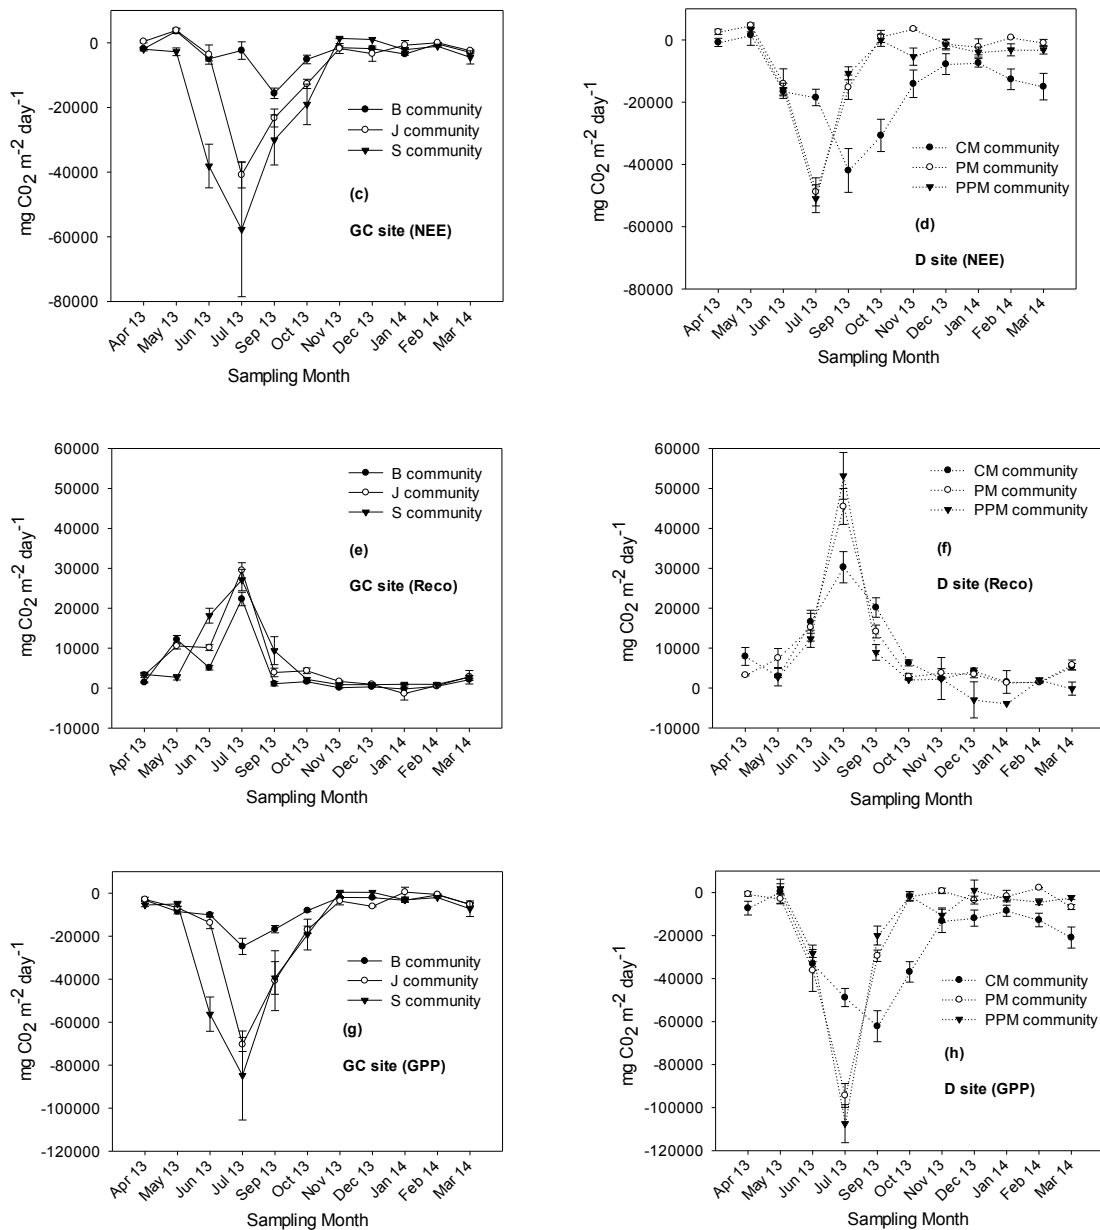 0
-20000
-40000
-60000
-80000
mg C02 m-2 day-1
B community
J community
S community
(c)
GC site (NEE)
Apr 13
May 13
Jun 13
Jul 13
Sep 13
Oct 13
Nov 13
Dec 13
Jan 14
Feb 14
Mar 14
Sampling Month
0
-20000
-40000
-60000
-80000
mg C02 m-2 day-1
CM community
PM community
PPM community
(d)
D site (NEE)
Apr 13
May 13
Jun 13
Jul 13
Sep 13
Oct 13
Nov 13
Dec 13
Jan 14
Feb 14
Mar 14
Sampling Month
60000
50000
40000
30000
20000
10000
0
-10000
mg C02 m-2 day-1
B community
J community
S community
(e)
GC site (Reco)
Apr 13
May 13
Jun 13
Jul 13
Sep 13
Oct 13
Nov 13
Dec 13
Jan 14
Feb 14
Mar 14
Sampling Month
60000
50000
40000
30000
20000
10000
0
-10000
mg C02 m-2 day-1
CM community
PM community
PPM community
(f)
D site (Reco)
Apr 13
May 13
Jun 13
Jul 13
Sep 13
Oct 13
Nov 13
Dec 13
Jan 14
Feb 14
Mar 14
Sampling Month
0
-20000
-40000
-60000
-80000
-100000
-120000
mg C02 m-2 day-1
B community
J community
S community
(g)
GC site (GPP)
Apr 13
May 13
Jun 13
Jul 13
Sep 13
Oct 13
Nov 13
Dec 13
Jan 14
Feb 14
Mar 14
Sampling Month
0
-20000
-40000
-60000
-80000
-100000
-120000
mg C02 m-2 day-1
CM community
PM community
PPM community
(h)
D site (GPP)
Apr 13
May 13
Jun 13
Jul 13
Sep 13
Oct 13
Nov 13
Dec 13
Jan 14
Feb 14
Mar 14
Sampling Month